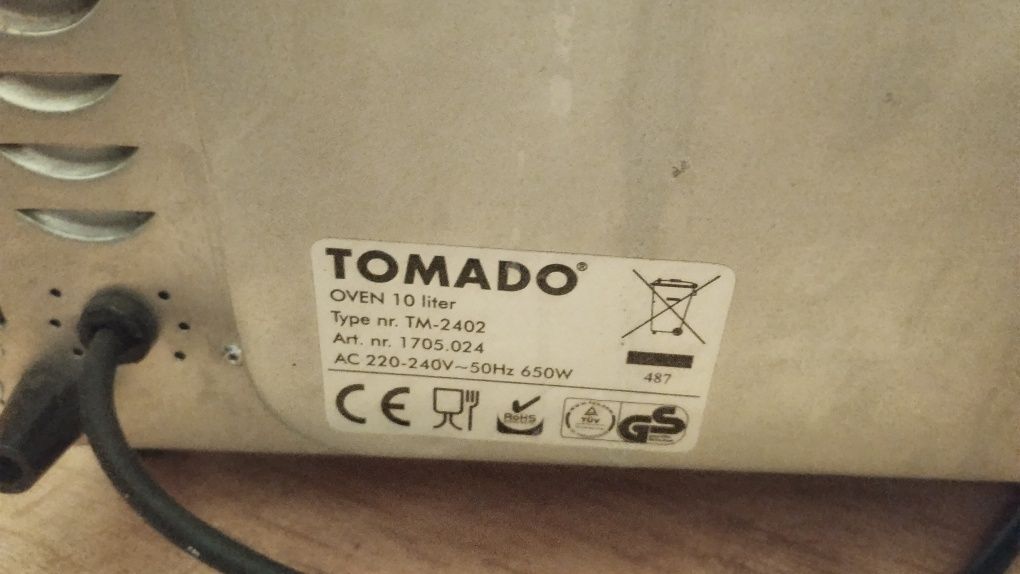 TOMADO®
OVEN 10 liter
Type nr. TM-2402
Art. nr. 1705.024
AC 220-240V~50Hz 650W
487
CE
RoHS
TÜV
GS